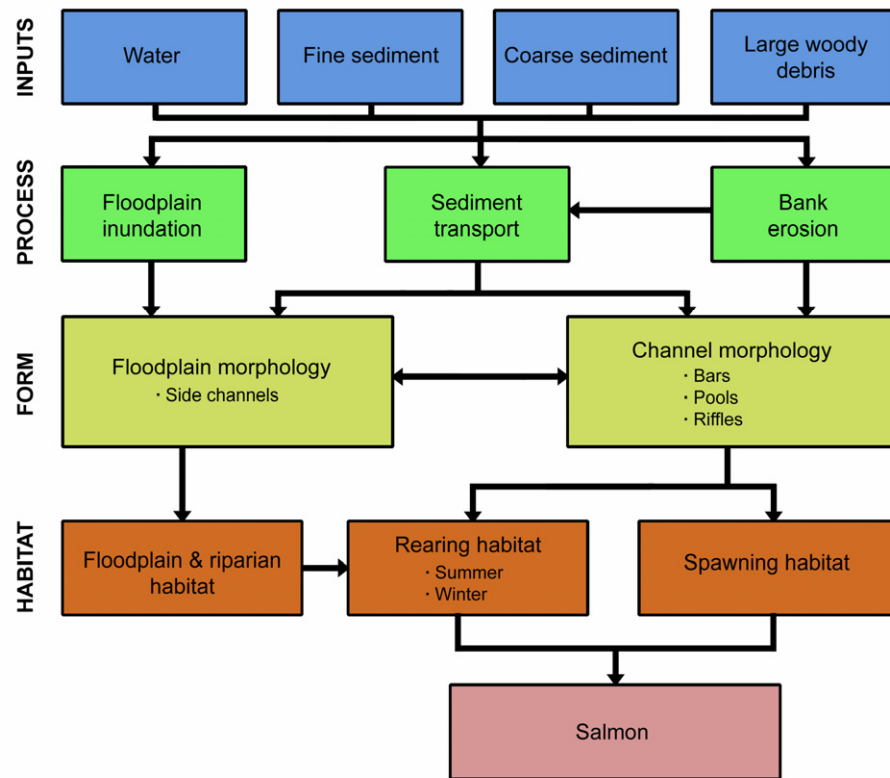 INPUTS
Water
Fine sediment
Coarse sediment
Large woody
debris
PROCESS
Floodplain
inundation
Sediment
transport
Bank
erosion
FORM
Floodplain morphology
· Side channels
Channel morphology
· Bars
· Pools
· Riffles
HABITAT
Floodplain & riparian
habitat
Rearing habitat
· Summer
· Winter
Spawning habitat
Salmon